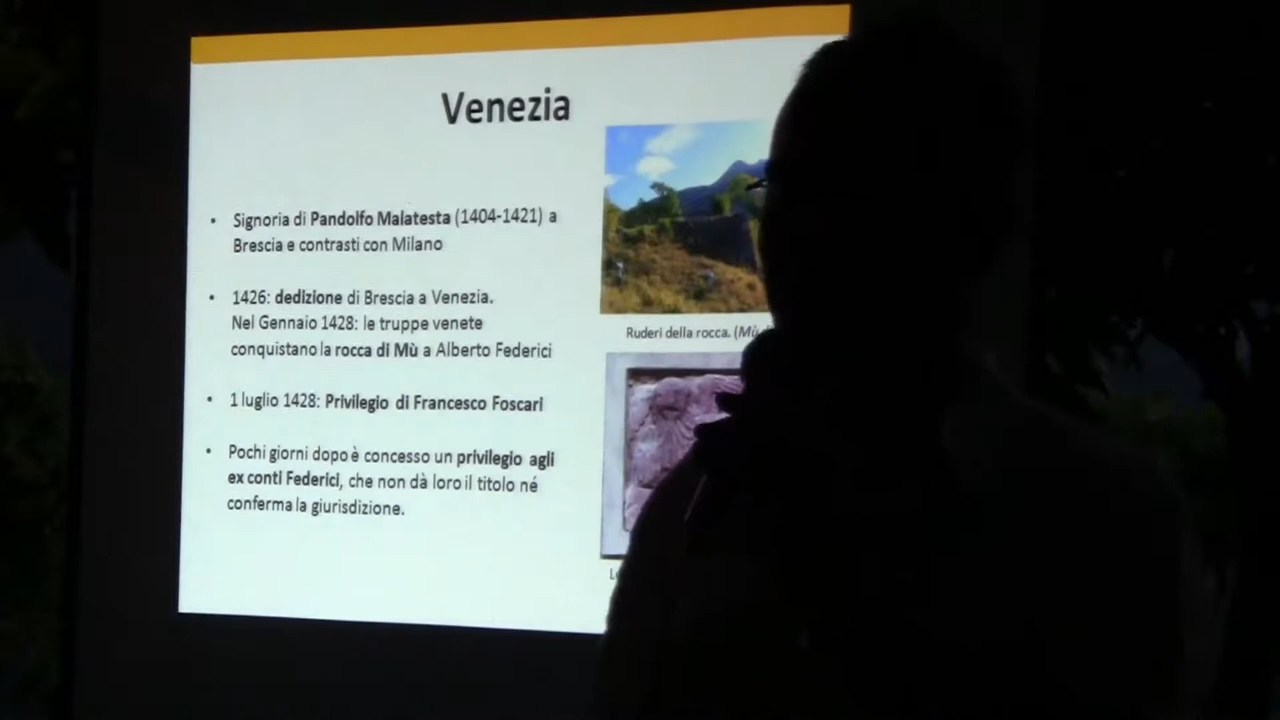 Venezia
• Signoria di Pandolfo Malatesta (1404-1421) a
Brescia e contrasti con Milano
• 1426: dedizione di Brescia a Venezia.
Nel Gennaio 1428: le truppe venete
conquistano la rocca di Mù a Alberto Federici
• 1 luglio 1428: Privilegio di Francesco Foscari
• Pochi giorni dopo è concesso un privilegio agli
ex conti Federici, che non dà loro il titolo né
conferma la giurisdizione.
Ruderi della rocca. (Mù